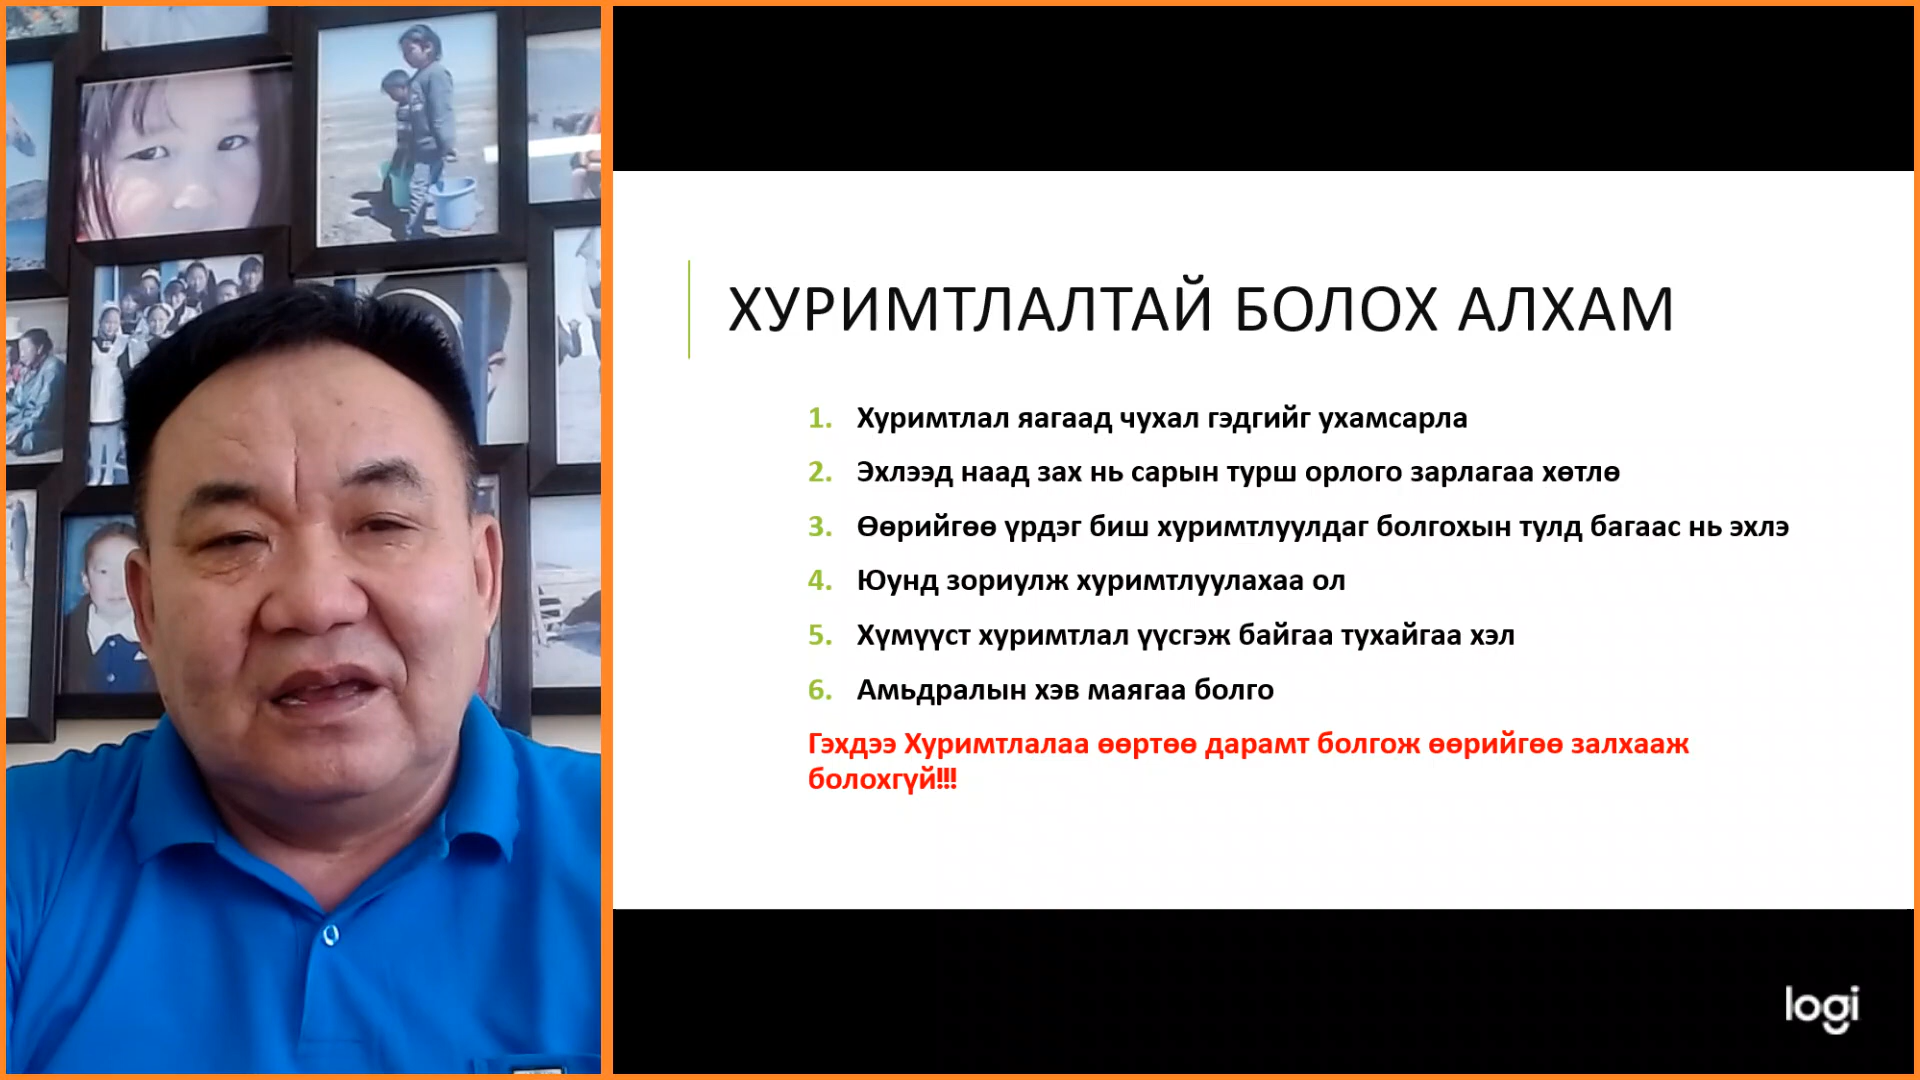 ХУРИМТЛАЛТАЙ БОЛОХ АЛХАМ
1. Хуримтлал яагаад чухал гэдгийг ухамсарла
2. Эхлээд наад зах нь сарын турш орлого зарлагаа хөтлө
3. Өөрийгөө үрдэг биш хуримтлуулдаг болгохын тулд багаас нь эхлэ
4. Юунд зориулж хуримтлуулахаа ол
5. Хүмүүст хуримтлал үүсгэж байгаа тухайгаа хэл
6. Амьдралын хэв маягаа болго
Гэхдээ Хуримтлалаа өөртөө дарамт болгож өөрийгөө залхааж
болохгүй!!!
logi